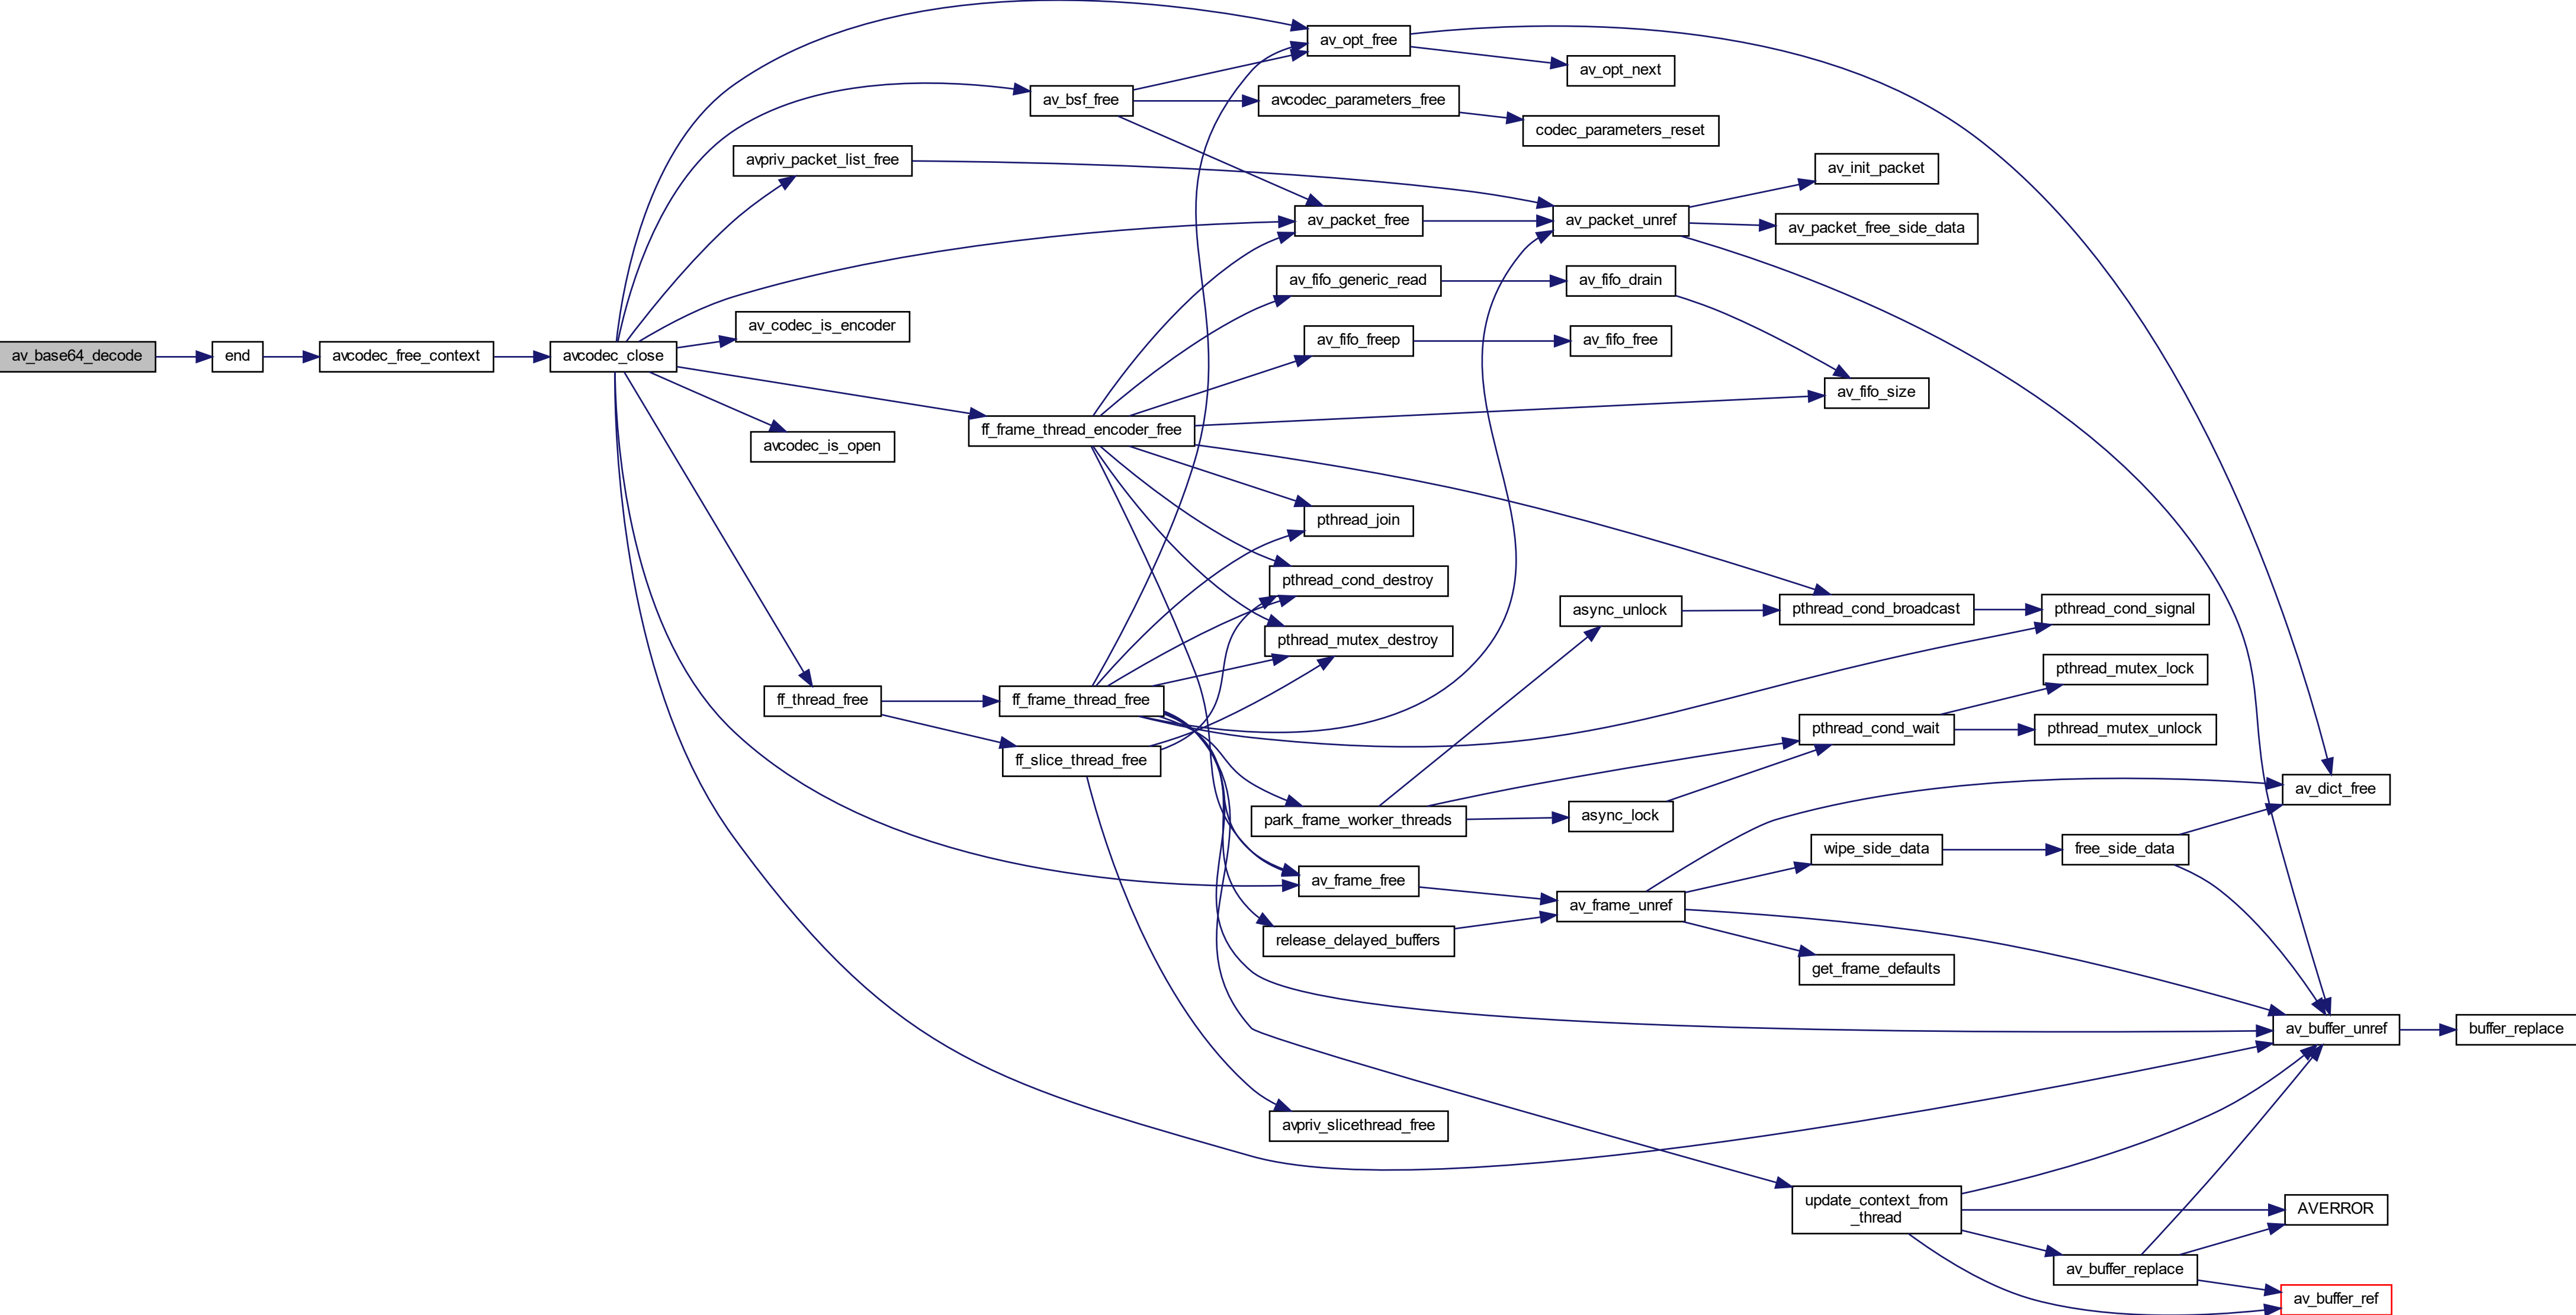 av_opt_free
av_opt_next
av_bsf_free
avcodec_parameters_free
codec_parameters_reset
avpriv_packet_list_free
av_init_packet
av_packet_free
av_packet_unref
av_packet_free_side_data
av_fifo_generic_read
av_fifo_drain
av_codec_is_encoder
av_fifo_freep
av_fifo_free
av_base64_decode
end
avcodec_free_context
avcodec_close
av_fifo_size
ff_frame_thread_encoder_free
avcodec_is_open
pthread_join
pthread_cond_destroy
async_unlock
pthread_cond_broadcast
pthread_cond_signal
pthread_mutex_destroy
pthread_mutex_lock
ff_thread_free
ff_frame_thread_free
pthread_cond_wait
pthread_mutex_unlock
ff_slice_thread_free
av_dict_free
park_frame_worker_threads
async_lock
wipe_side_data
free_side_data
av_frame_free
av_frame_unref
release_delayed_buffers
get_frame_defaults
av_buffer_unref
buffer_replace
avpriv_slicethread_free
update_context_from
_thread
AVERROR
av_buffer_replace
av_buffer_ref